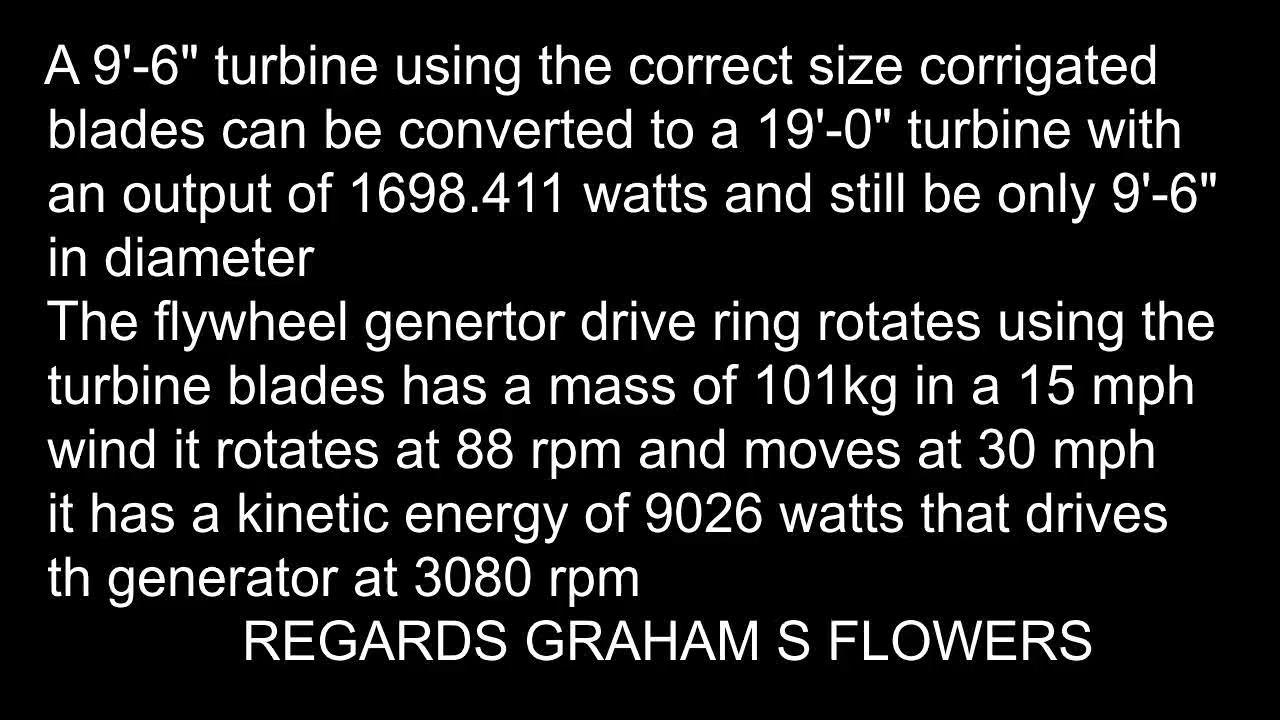 A 9'-6" turbine using the correct size corrigated
blades can be converted to a 19'-0" turbine with
an output of 1698.411 watts and still be only 9'-6"
in diameter
The flywheel genertor drive ring rotates using the
turbine blades has a mass of 101kg in a 15 mph
wind it rotates at 88 rpm and moves at 30 mph
it has a kinetic energy of 9026 watts that drives
th generator at 3080 rpm
REGARDS GRAHAM S FLOWERS